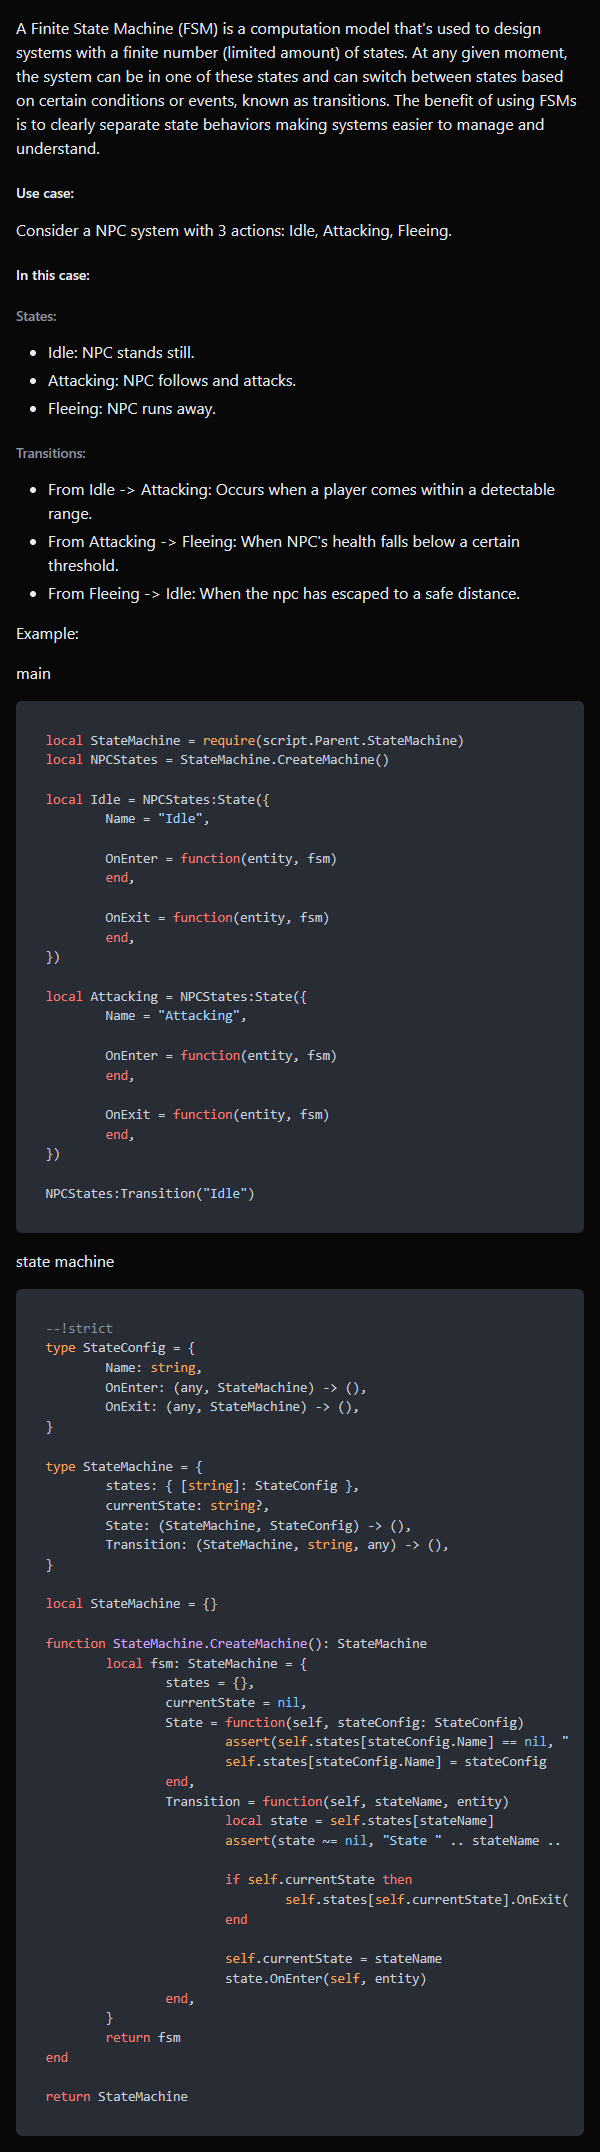 A Finite State Machine (FSM) is a computation model that's used to design
systems with a finite number (limited amount) of states. At any given moment,
the system can be in one of these states and can switch between states based
on certain conditions or events, known as transitions. The benefit of using FSMs
is to clearly separate state behaviors making systems easier to manage and
understand.
Use case:
Consider a NPC system with 3 actions: Idle, Attacking, Fleeing.
In this case:
States:
• Idle: NPC stands still.
• Attacking: NPC follows and attacks.
• Fleeing: NPC runs away.
Transitions:
• From Idle -> Attacking: Occurs when a player comes within a detectable
range.
• From Attacking -> Fleeing: When NPC's health falls below a certain
threshold.
• From Fleeing -> Idle: When the npc has escaped to a safe distance.
Example:
main
local StateMachine = require(script.Parent.StateMachine)
local NPCStates = StateMachine.CreateMachine()
local Idle = NPCStates:State({
Name = "Idle",
OnEnter = function(entity, fsm)
end,
OnExit = function(entity, fsm)
end,
})
local Attacking = NPCStates:State({
Name = "Attacking",
OnEnter = function(entity, fsm)
end,
OnExit = function(entity, fsm)
end,
})
NPCStates:Transition("Idle")
state machine
--!strict
type StateConfig = {
Name: string,
OnEnter: (any, StateMachine) -> (),
OnExit: (any, StateMachine) -> (),
}
type StateMachine = {
states: { [string]: StateConfig },
currentState: string?,
State: (StateMachine, StateConfig) -> (),
Transition: (StateMachine, string, any) -> (),
}
local StateMachine = {}
function StateMachine.CreateMachine(): StateMachine
local fsm: StateMachine = {
states = {},
currentState = nil,
State = function(self, stateConfig: StateConfig)
assert(self.states[stateConfig.Name] == nil, "
self.states[stateConfig.Name] = stateConfig
end,
Transition = function(self, stateName, entity)
local state = self.states[stateName]
assert(state ~= nil, "State " .. stateName ..
if self.currentState then
self.states[self.currentState].OnExit(
end
self.currentState = stateName
state.OnEnter(self, entity)
end,
}
return fsm
end
return StateMachine